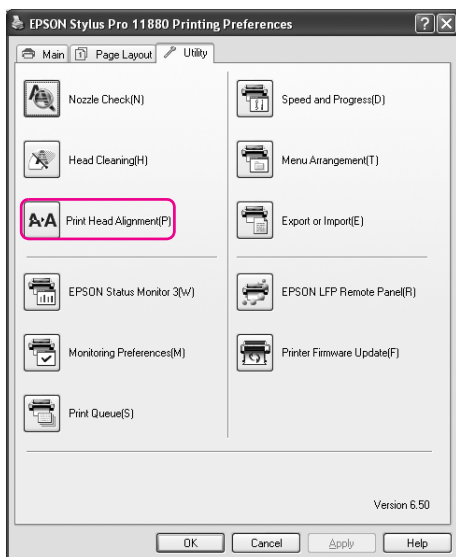 EPSON Stylus Pro 11880 Printing Preferences
Main
Page Layout
Utility
Nozzle Check(N)
Speed and Progress(D)
Head Cleaning(H)
Menu Arrangement(T)
Print Head Alignment(P)
Export or Import(E)
EPSON Status Monitor 3(W)
EPSON LFP Remote Panel(R)
Monitoring Preferences(M)
Printer Firmware Update(F)
Print Queue(S)
Version 6.50
OK
Cancel
Apply
Help